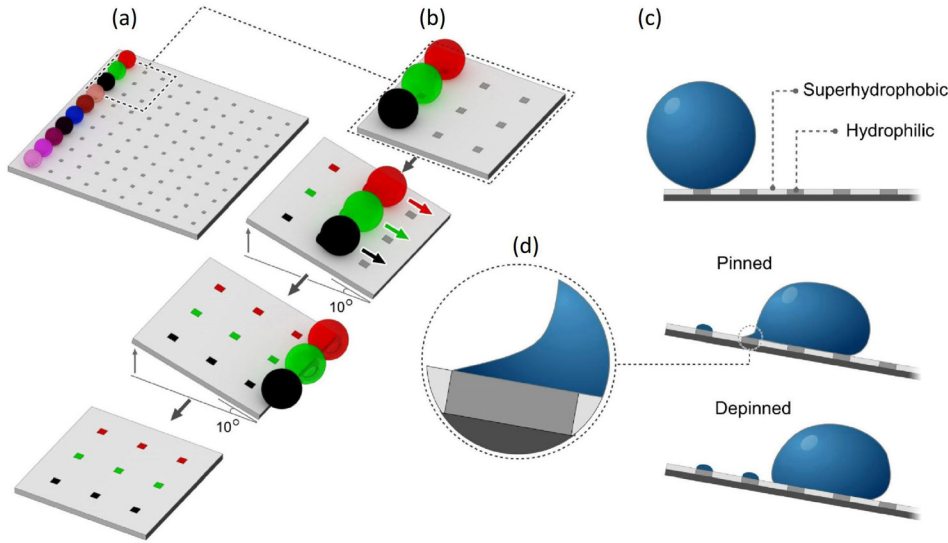 (a)
(b)
(c)
Superhydrophobic
Hydrophilic
(d)
10°
Pinned
10°
Depinned